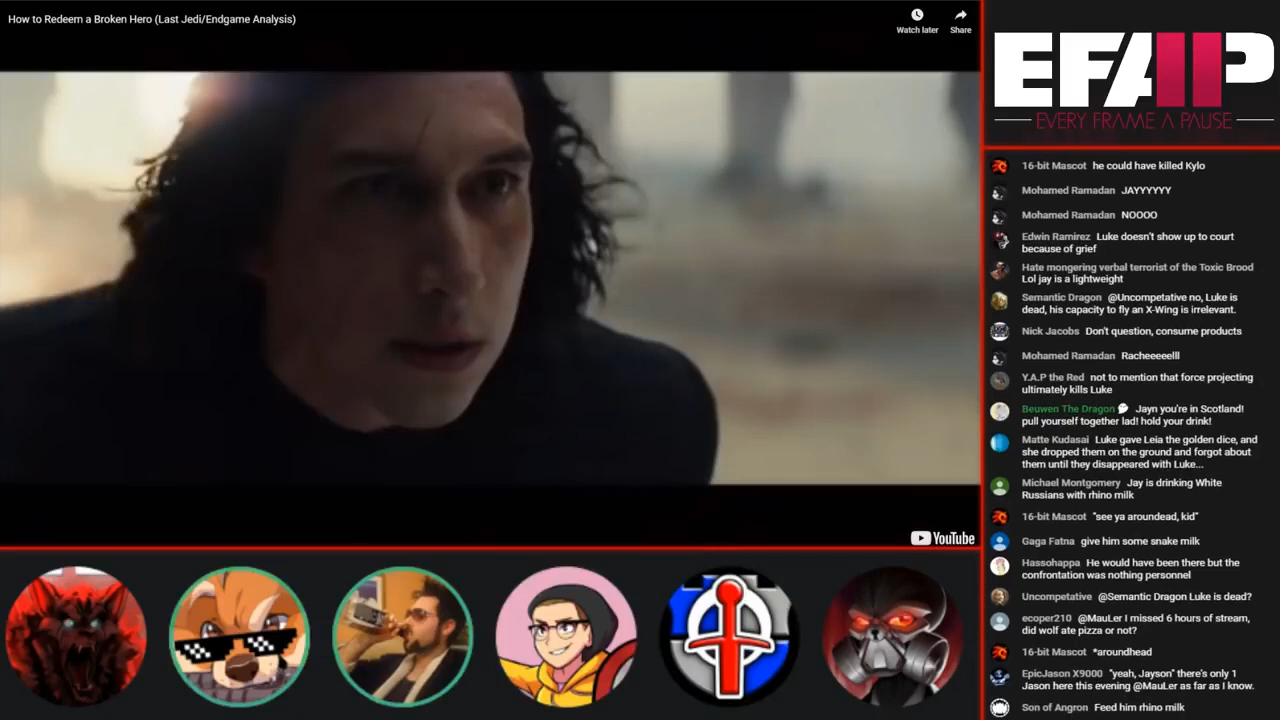 How to Redeem a Broken Hero (Last Jedi/Endgame Analysis)
Watch later
Share
YouTube
EFAP
EVERY FRAME A PAUSE
16-bit Mascot he could have killed Kylo
Mohamed Ramadan JAYYYYYY
Mohamed Ramadan NOOOO
Edwin Ramirez Luke doesn't show up to court
because of grief
Hate mongering verbal terrorist of the Toxic Brood
Lol jay is a lightweight
Semantic Dragon @Uncompetative no, Luke is
dead, his capacity to fly an X-Wing is irrelevant.
Nick Jacobs Don't question, consume products
Mohamed Ramadan Racheeeeelll
Y.A.P the Red not to mention that force projecting
ultimately kills Luke
Beuwen The Dragon Jayn you're in Scotland!
pull yourself together lad! hold your drink!
Matte Kudasai Luke gave Leia the golden dice, and
she dropped them on the ground and forgot about
them until they disappeared with Luke...
Michael Montgomery Jay is drinking White
Russians with rhino milk
16-bit Mascot "see ya aroundead, kid"
Gaga Fatna give him some snake milk
Hassohappa He would have been there but the
confrontation was nothing personnel
Uncompetative @Semantic Dragon Luke is dead?
ecoper210 @MauLer I missed 6 hours of stream,
did wolf ate pizza or not?
16-bit Mascot *aroundhead
EpicJason X9000 "yeah, Jayson" there's only 1
Jason here this evening @MauLer as far as I know.
Son of Angron Feed him rhino milk